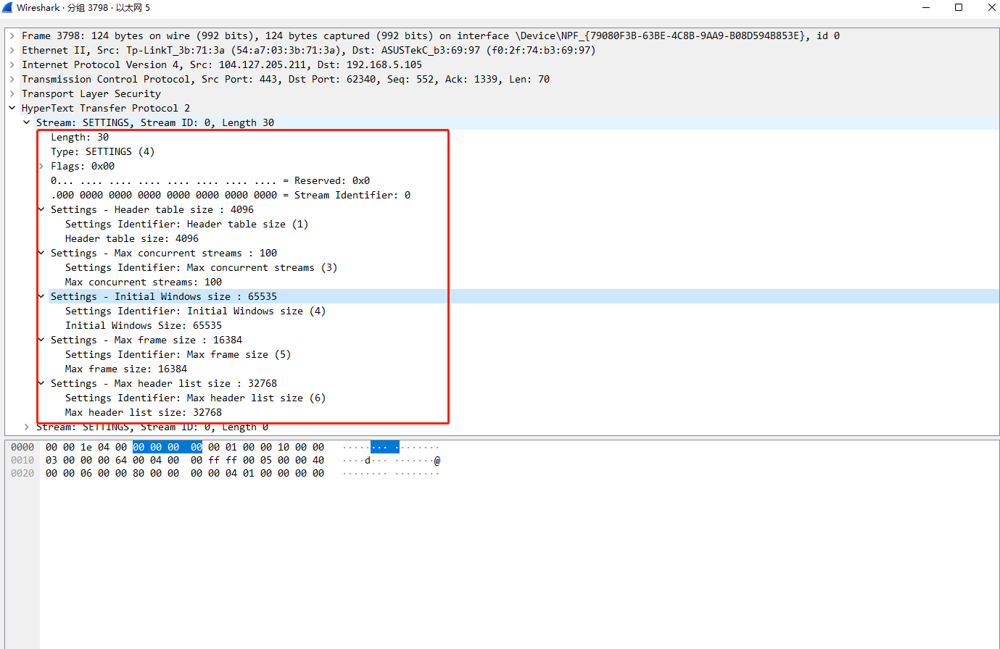 Wireshark · 分组 3798 · 以太网 5
Frame 3798: 124 bytes on wire (992 bits), 124 bytes captured (992 bits) on interface \Device\NPF_{79080F3B-63BE-4C8B-9AA9-B08D594B853E}, id 0
Ethernet II, Src: Tp-LinkT_3b:71:3a (54:a7:03:3b:71:3a), Dst: ASUSTekC_b3:69:97 (f0:2f:74:b3:69:97)
Internet Protocol Version 4, Src: 104.127.205.211, Dst: 192.168.5.105
Transmission Control Protocol, Src Port: 443, Dst Port: 62340, Seq: 552, Ack: 1339, Len: 70
Transport Layer Security
HyperText Transfer Protocol 2
Stream: SETTINGS, Stream ID: 0, Length 30
Length: 30
Type: SETTINGS (4)
Flags: 0x00
0... .... .... .... .... .... .... .... = Reserved: 0x0
.000 0000 0000 0000 0000 0000 0000 0000 = Stream Identifier: 0
Settings - Header table size : 4096
Settings Identifier: Header table size (1)
Header table size: 4096
Settings - Max concurrent streams : 100
Settings Identifier: Max concurrent streams (3)
Max concurrent streams: 100
Settings - Initial Windows size : 65535
Settings Identifier: Initial Windows size (4)
Initial Windows Size: 65535
Settings - Max frame size : 16384
Settings Identifier: Max frame size (5)
Max frame size: 16384
Settings - Max header list size : 32768
Settings Identifier: Max header list size (6)
Max header list size: 32768
Stream: SETTINGS, Stream ID: 0, Length 0
0000 00 00 1e 04 00 00 00 00 00 00 01 00 00 10 00 00 ········ ········
0010 03 00 00 00 64 00 04 00 00 ff ff 00 05 00 00 40 ····d··· ·······@
0020 00 00 06 00 00 80 00 00 00 00 04 01 00 00 00 00 ········ ········